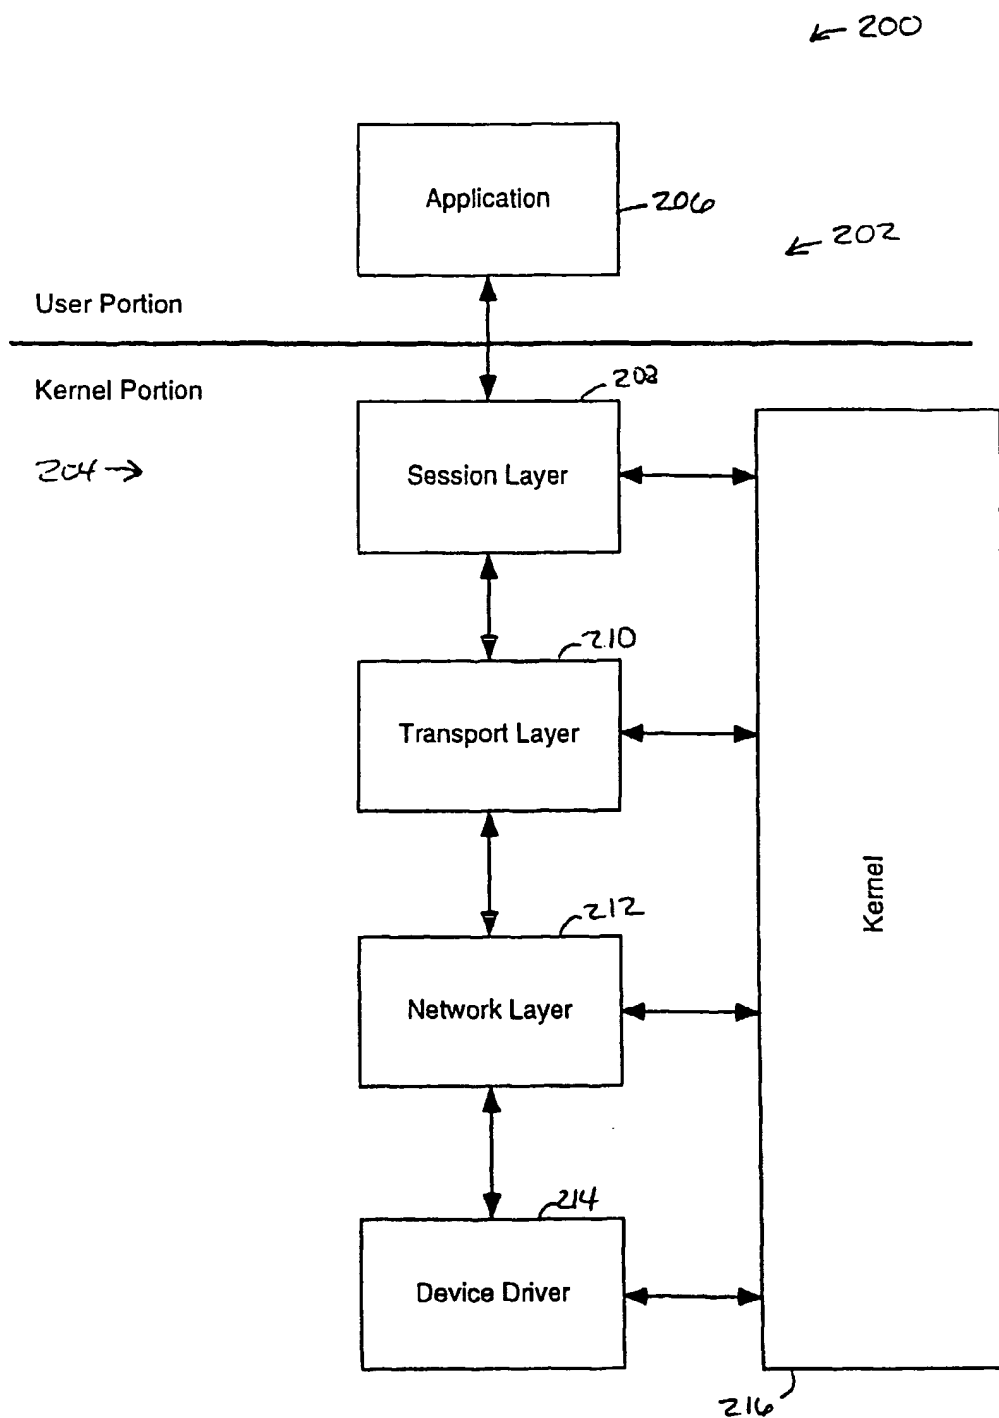 200
Application
206
202
User Portion
Kernel Portion
208
204
Session Layer
210
Transport Layer
Kernel
212
Network Layer
214
Device Driver
216